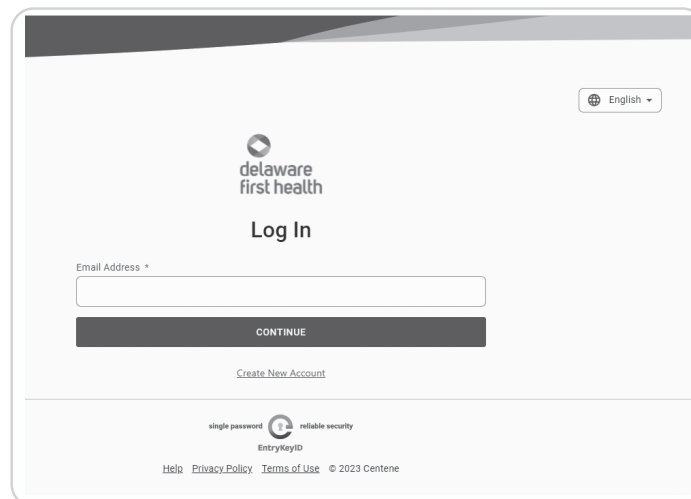 English
delaware
first health
Log In
Email Address *
CONTINUE
Create New Account
single password reliable security
EntryKeyID
Help Privacy Policy Terms of Use © 2023 Centene